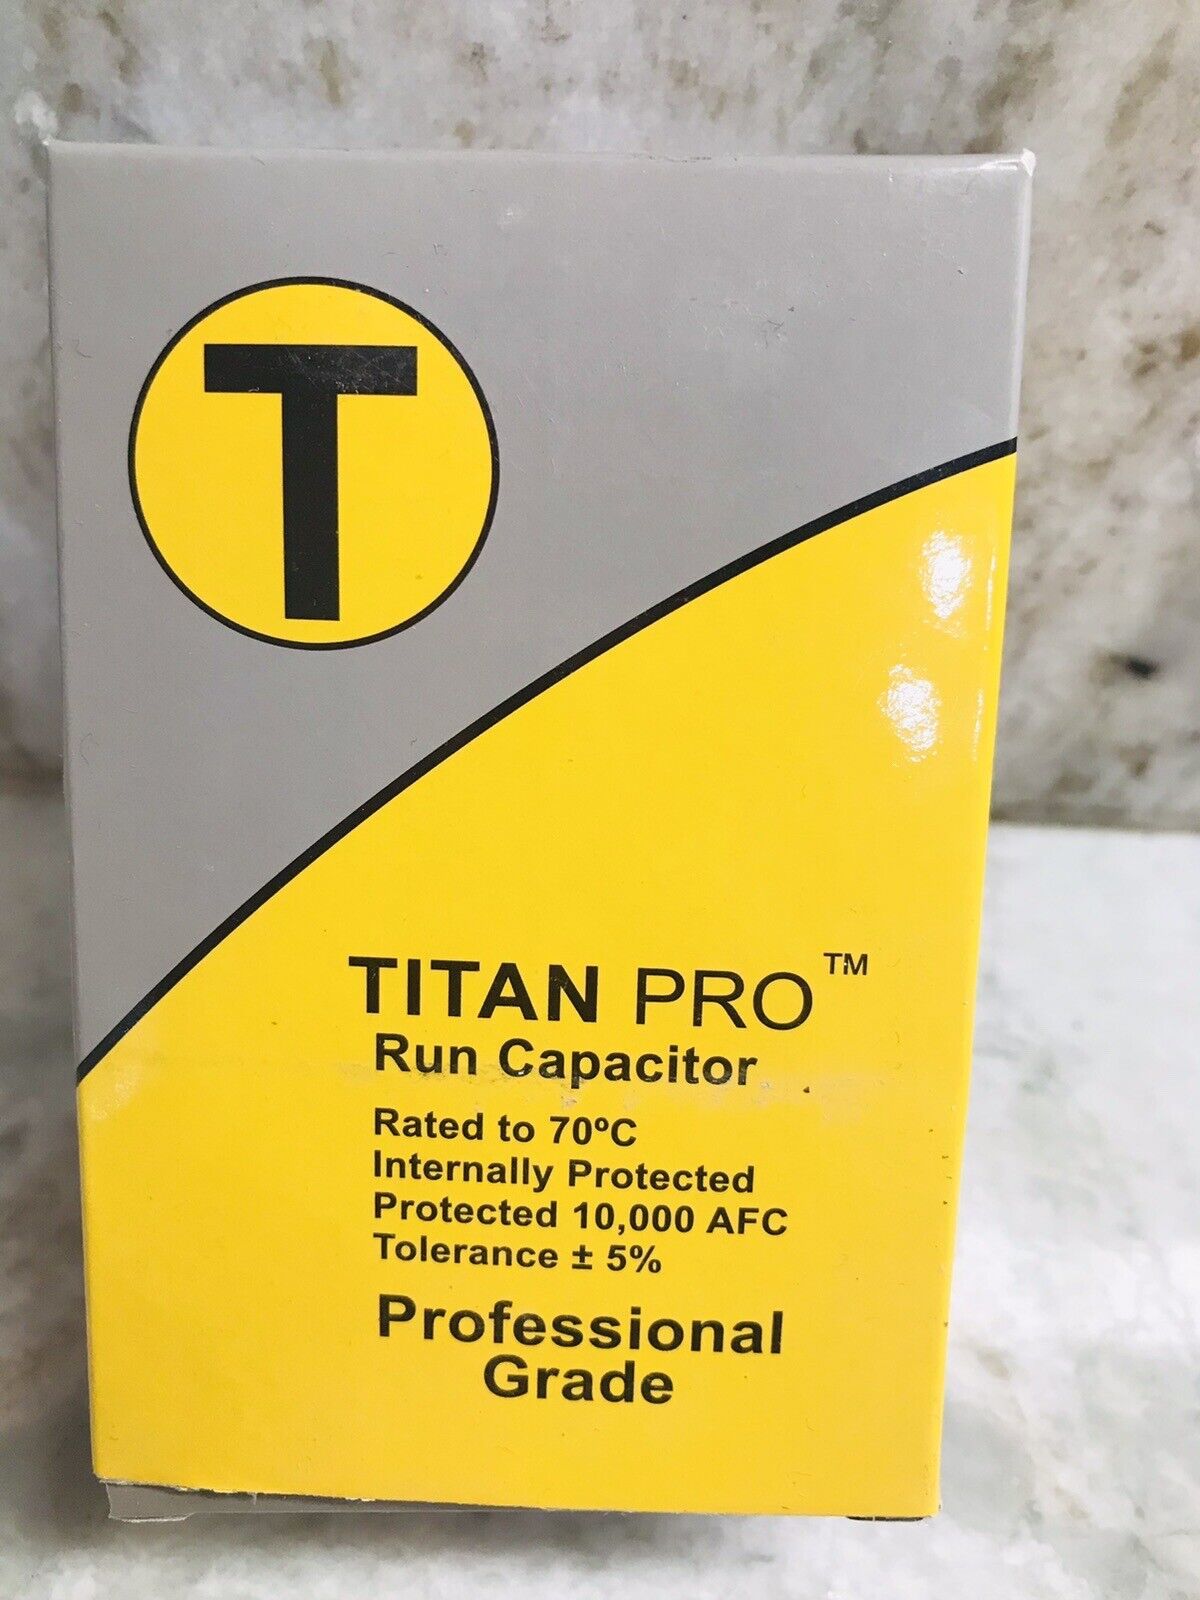 T
TITAN PRO™
Run Capacitor
Rated to 70ºC
Internally Protected
Protected 10,000 AFC
Tolerance ± 5%
Professional
Grade